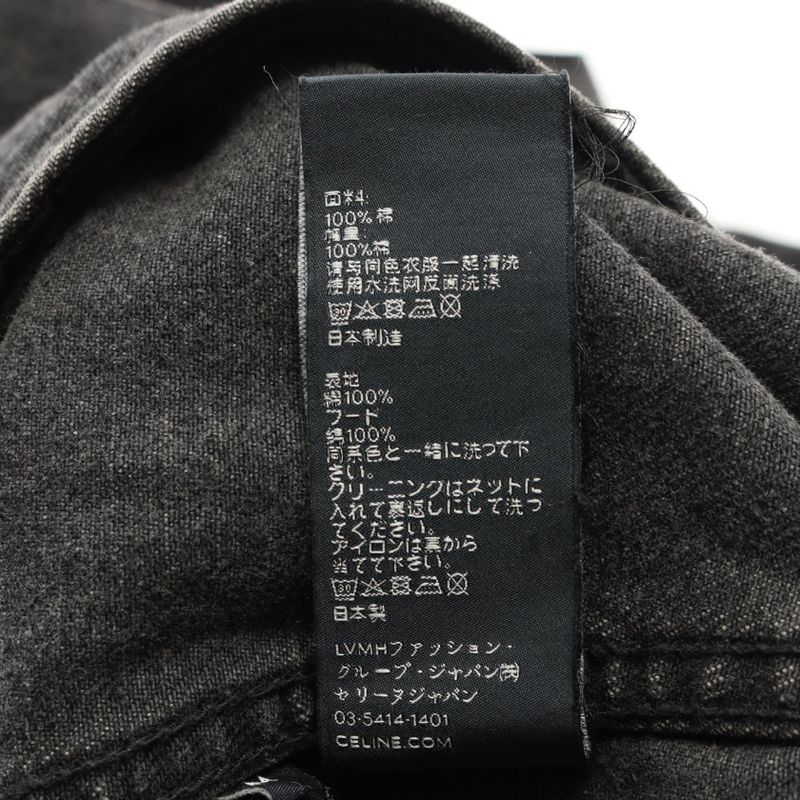 面料:
100% 棉
帽里:
100% 棉
请与同色衣服一起清洗
使用水洗网反面洗涤
30
日本制造
表地
綿100%
フード
綿100%
同系色と一緒に洗って下
さい。
クリーニングはネットに
入れて裏返しにして洗っ
てください。
アイロンは裏から
当てて下さい。
30
日本製
LVMHファッション・
グループ・ジャパン㈱
セリーヌジャパン
03-5414-1401
CELINE.COM